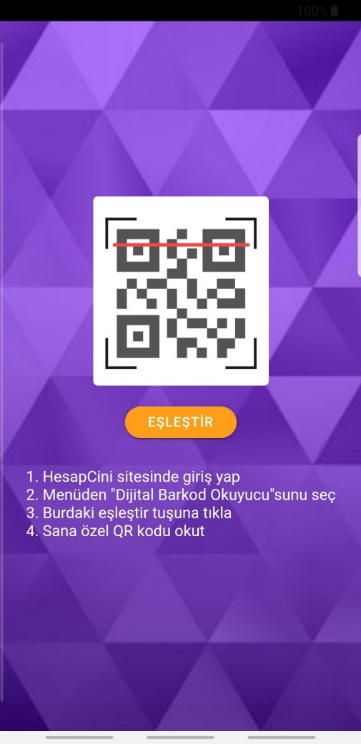 100%
EŞLEŞTİR
1. HesapCini sitesinde giriş yap
2. Menüden "Dijital Barkod Okuyucu"sunu seç
3. Burdaki eşleştir tuşuna tıkla
4. Sana özel QR kodu okut